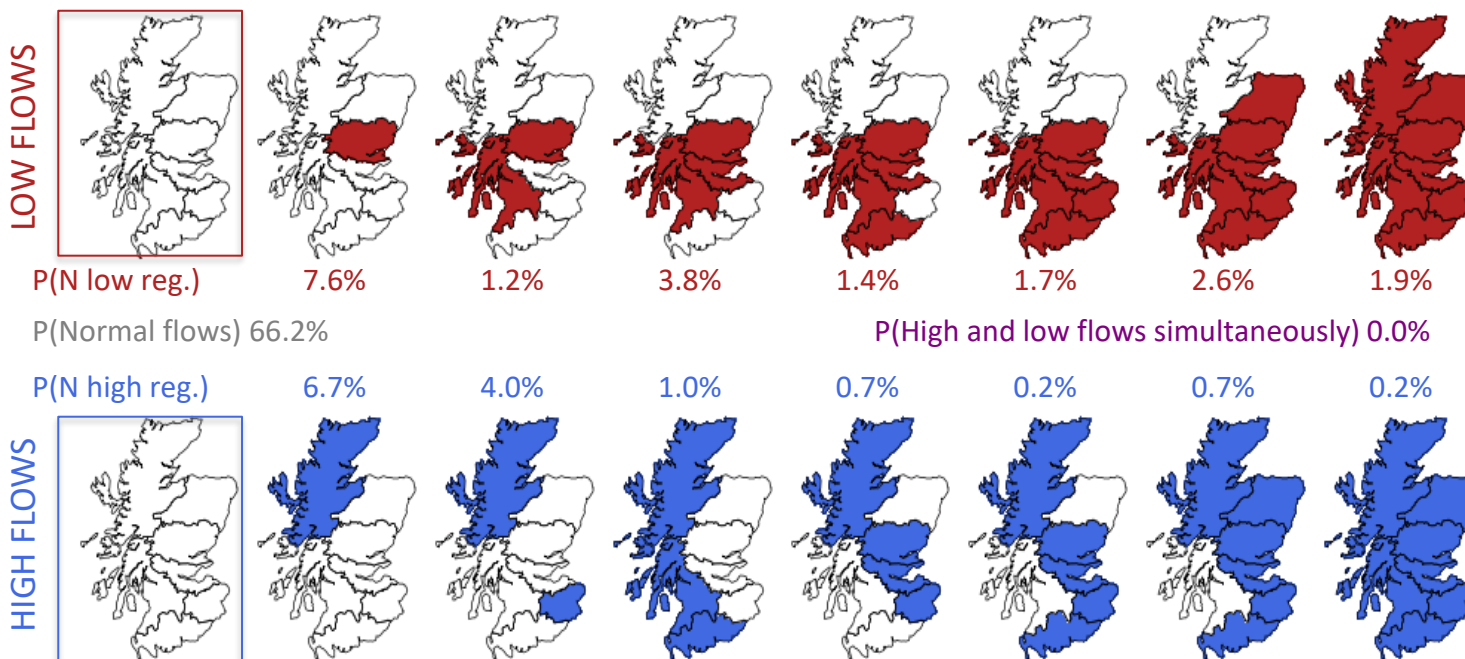 LOW FLOWS
P(N low reg.) 7.6% 1.2% 3.8% 1.4% 1.7% 2.6% 1.9%
P(Normal flows) 66.2% P(High and low flows simultaneously) 0.0%
P(N high reg.) 6.7% 4.0% 1.0% 0.7% 0.2% 0.7% 0.2%
HIGH FLOWS